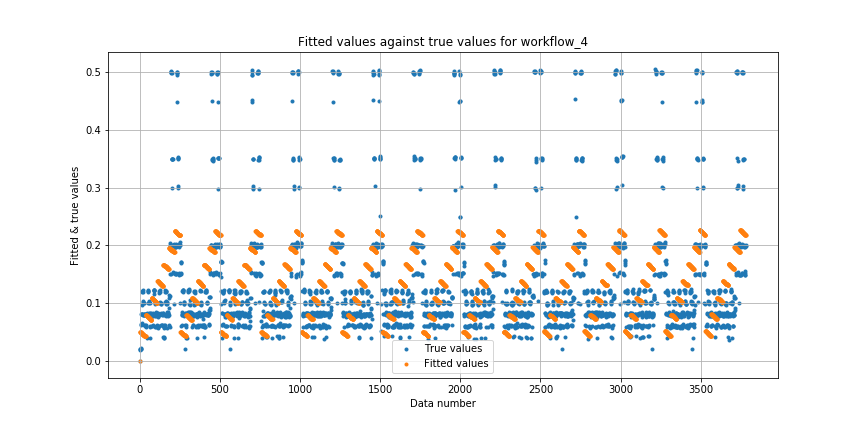 Fitted values against true values for workflow_4
Fitted & true values
0.5
0.4
0.3
0.2
0.1
0.0
0
500
1000
1500
2000
2500
3000
3500
Data number
True values
Fitted values